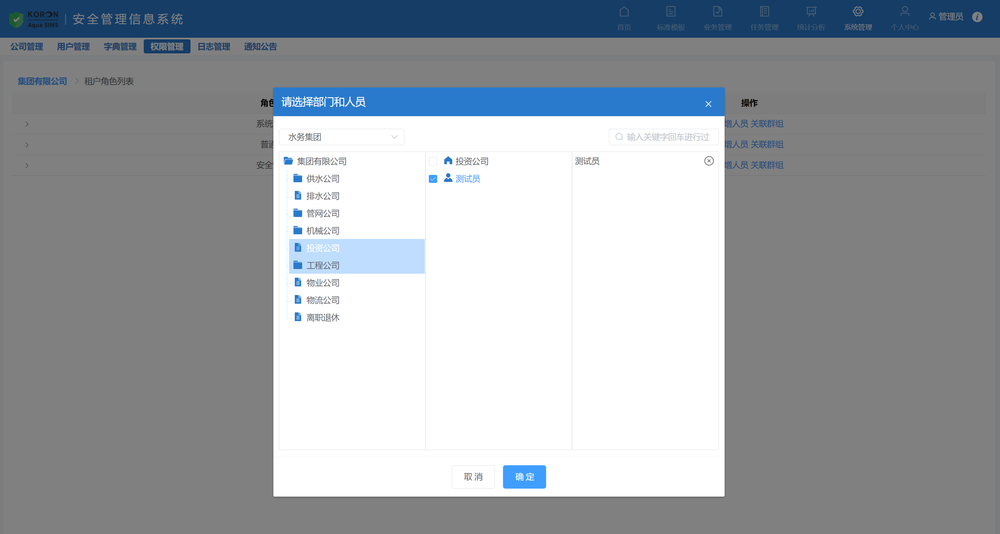 KORON
Aqua SIMS
安全管理信息系统
首页
标准模板
业务管理
任务管理
统计分析
系统管理
个人中心
管理员
公司管理
用户管理
字典管理
权限管理
日志管理
通知公告
集团有限公司 > 租户角色列表
角色
操作
系统
增人员 关联群组
普通
增人员 关联群组
安全
增人员 关联群组
请选择部门和人员
水务集团
输入关键字回车进行过
集团有限公司
供水公司
排水公司
管网公司
机械公司
投资公司
工程公司
物业公司
物流公司
离职退休
投资公司
测试员
测试员
取消
确定